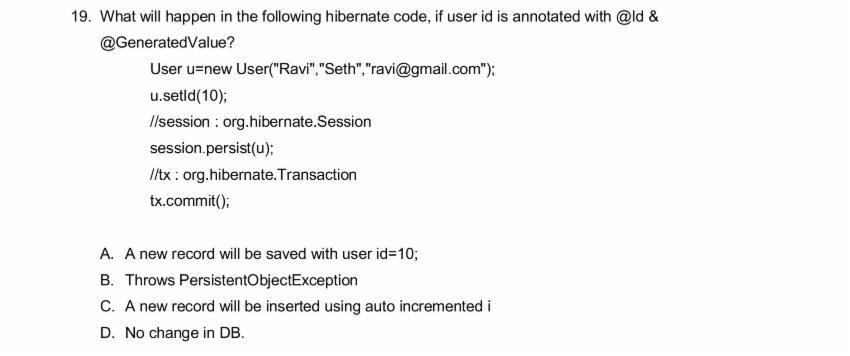 19. What will happen in the following hibernate code, if user id is annotated with @Id &
@GeneratedValue?
User u=new User("Ravi","Seth","ravi@gmail.com");
u.setId(10);
//session : org.hibernate.Session
session.persist(u);
//tx : org.hibernate.Transaction
tx.commit();
A. A new record will be saved with user id=10;
B. Throws PersistentObjectException
C. A new record will be inserted using auto incremented i
D. No change in DB.